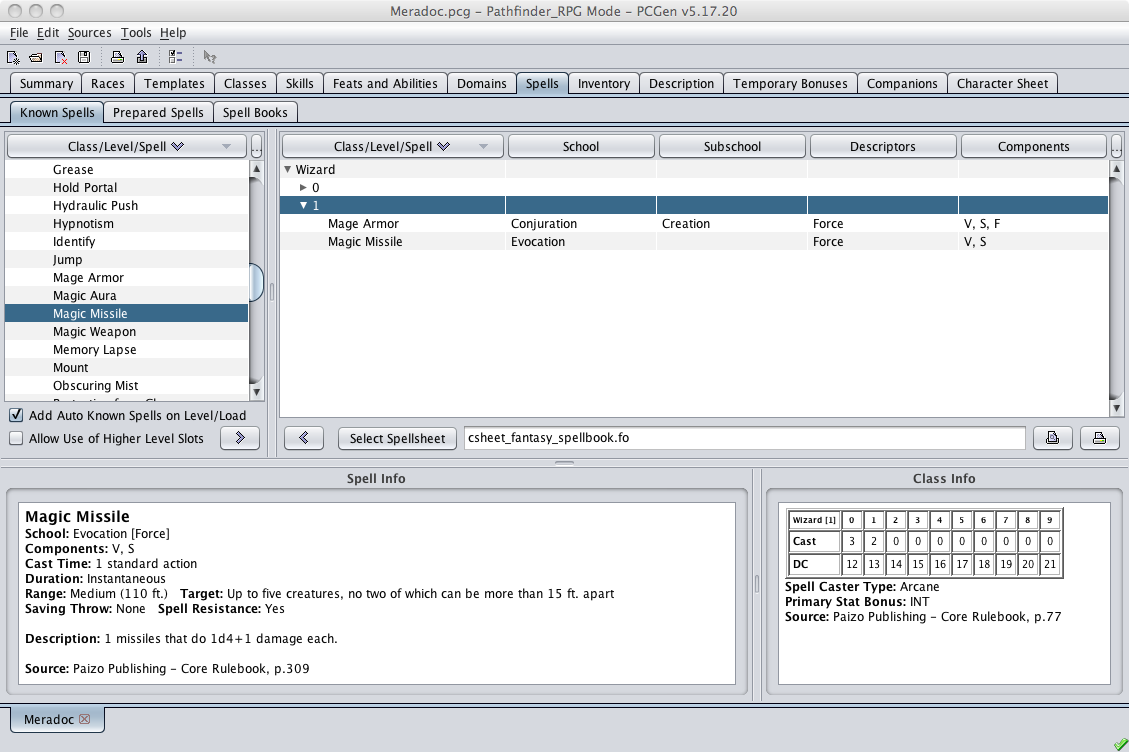 Meradoc.pcg - Pathfinder_RPG Mode - PCGen v5.17.20
File Edit Sources Tools Help
Summary Races Templates Classes Skills Feats and Abilities Domains Spells Inventory Description Temporary Bonuses Companions Character Sheet
Known Spells Prepared Spells Spell Books
Class/Level/Spell ...
Grease
Hold Portal
Hydraulic Push
Hypnotism
Identify
Jump
Mage Armor
Magic Aura
Magic Missile
Magic Weapon
Memory Lapse
Mount
Obscuring Mist
Add Auto Known Spells on Level/Load
Allow Use of Higher Level Slots
Class/Level/Spell School Subschool Descriptors Components ...
Wizard
0
1
Mage Armor Conjuration Creation Force V, S, F
Magic Missile Evocation Force V, S
Select Spellsheet csheet_fantasy_spellbook.fo
Spell Info
Magic Missile
School: Evocation [Force]
Components: V, S
Cast Time: 1 standard action
Duration: Instantaneous
Range: Medium (110 ft.) Target: Up to five creatures, no two of which can be more than 15 ft. apart
Saving Throw: None Spell Resistance: Yes
Description: 1 missiles that do 1d4+1 damage each.
Source: Paizo Publishing - Core Rulebook, p.309
Class Info
Wizard [1] 0 1 2 3 4 5 6 7 8 9
Cast 3 2 0 0 0 0 0 0 0 0
DC 12 13 14 15 16 17 18 19 20 21
Spell Caster Type: Arcane
Primary Stat Bonus: INT
Source: Paizo Publishing - Core Rulebook, p.77
Meradoc